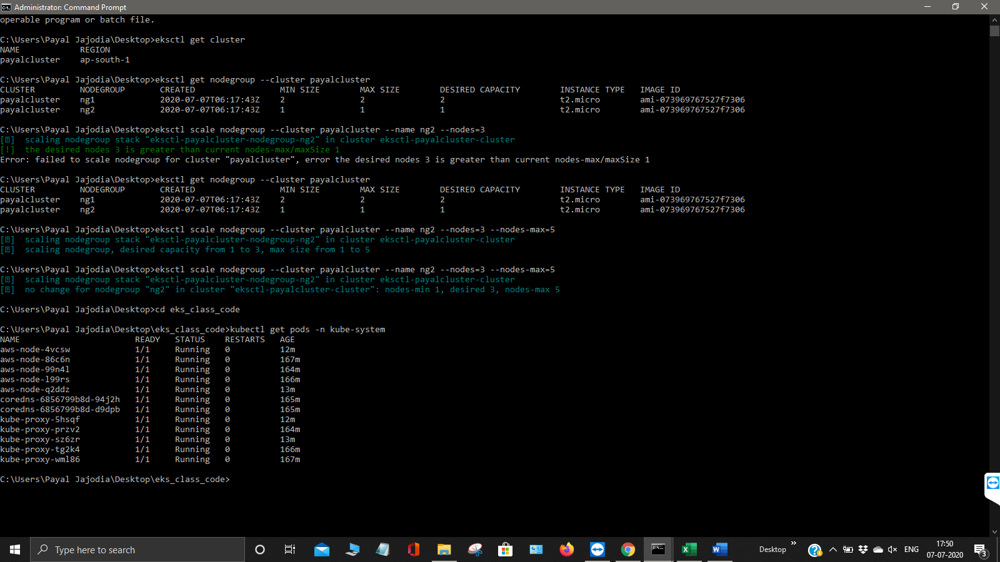 Administrator: Command Prompt
operable program or batch file.
C:\Users\Payal Jajodia\Desktop>eksctl get cluster
NAME            REGION
payalcluster    ap-south-1
C:\Users\Payal Jajodia\Desktop>eksctl get nodegroup --cluster payalcluster
CLUSTER         NODEGROUP       CREATED                 MIN SIZE        MAX SIZE        DESIRED CAPACITY        INSTANCE TYPE   IMAGE ID
payalcluster    ng1             2020-07-07T06:17:43Z    2               2               2                       t2.micro        ami-073969767527f7306
payalcluster    ng2             2020-07-07T06:17:43Z    1               1               1                       t2.micro        ami-073969767527f7306
C:\Users\Payal Jajodia\Desktop>eksctl scale nodegroup --cluster payalcluster --name ng2 --nodes=3
[?]  scaling nodegroup stack "eksctl-payalcluster-nodegroup-ng2" in cluster eksctl-payalcluster-cluster
[!]  the desired nodes 3 is greater than current nodes-max/maxSize 1
Error: failed to scale nodegroup for cluster "payalcluster", error the desired nodes 3 is greater than current nodes-max/maxSize 1
C:\Users\Payal Jajodia\Desktop>eksctl get nodegroup --cluster payalcluster
CLUSTER         NODEGROUP       CREATED                 MIN SIZE        MAX SIZE        DESIRED CAPACITY        INSTANCE TYPE   IMAGE ID
payalcluster    ng1             2020-07-07T06:17:43Z    2               2               2                       t2.micro        ami-073969767527f7306
payalcluster    ng2             2020-07-07T06:17:43Z    1               1               1                       t2.micro        ami-073969767527f7306
C:\Users\Payal Jajodia\Desktop>eksctl scale nodegroup --cluster payalcluster --name ng2 --nodes=3 --nodes-max=5
[?]  scaling nodegroup stack "eksctl-payalcluster-nodegroup-ng2" in cluster eksctl-payalcluster-cluster
[?]  scaling nodegroup, desired capacity from 1 to 3, max size from 1 to 5
C:\Users\Payal Jajodia\Desktop>eksctl scale nodegroup --cluster payalcluster --name ng2 --nodes=3 --nodes-max=5
[?]  scaling nodegroup stack "eksctl-payalcluster-nodegroup-ng2" in cluster eksctl-payalcluster-cluster
[?]  no change for nodegroup "ng2" in cluster "eksctl-payalcluster-cluster": nodes-min 1, desired 3, nodes-max 5
C:\Users\Payal Jajodia\Desktop>cd eks_class_code
C:\Users\Payal Jajodia\Desktop\eks_class_code>kubectl get pods -n kube-system
NAME                       READY   STATUS    RESTARTS   AGE
aws-node-4vcsw             1/1     Running   0          12m
aws-node-86c6n             1/1     Running   0          167m
aws-node-99n4l             1/1     Running   0          164m
aws-node-l99rs             1/1     Running   0          166m
aws-node-q2ddz             1/1     Running   0          13m
coredns-6856799b8d-94j2h   1/1     Running   0          165m
coredns-6856799b8d-d9dpb   1/1     Running   0          165m
kube-proxy-5hsqf           1/1     Running   0          12m
kube-proxy-przv2           1/1     Running   0          164m
kube-proxy-sz6zr           1/1     Running   0          13m
kube-proxy-tg2k4           1/1     Running   0          166m
kube-proxy-wml86           1/1     Running   0          167m
C:\Users\Payal Jajodia\Desktop\eks_class_code>
Type here to search
Desktop
ENG
17:50
07-07-2020
3